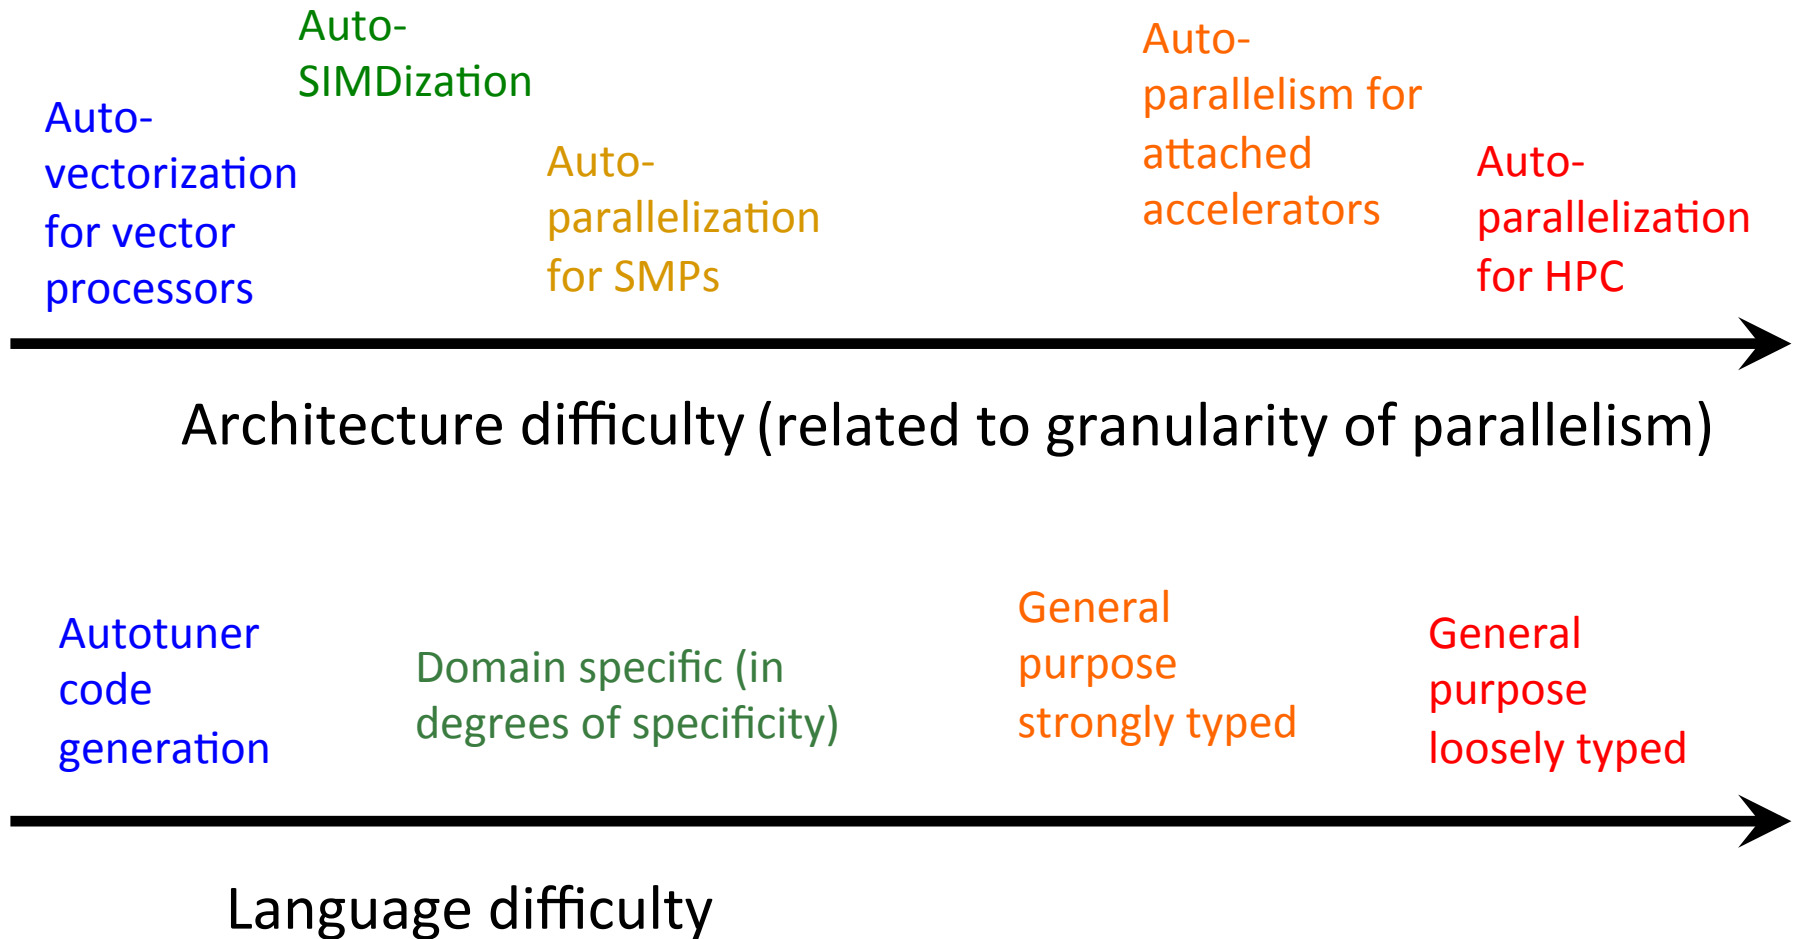 Auto-
SIMDization
Auto-
vectorization
for vector
processors
Auto-
parallelization
for SMPs
Auto-
parallelism for
attached
accelerators
Auto-
parallelization
for HPC
Architecture difficulty (related to granularity of parallelism)
Autotuner
code
generation
Domain specific (in
degrees of specificity)
General
purpose
strongly typed
General
purpose
loosely typed
Language difficulty